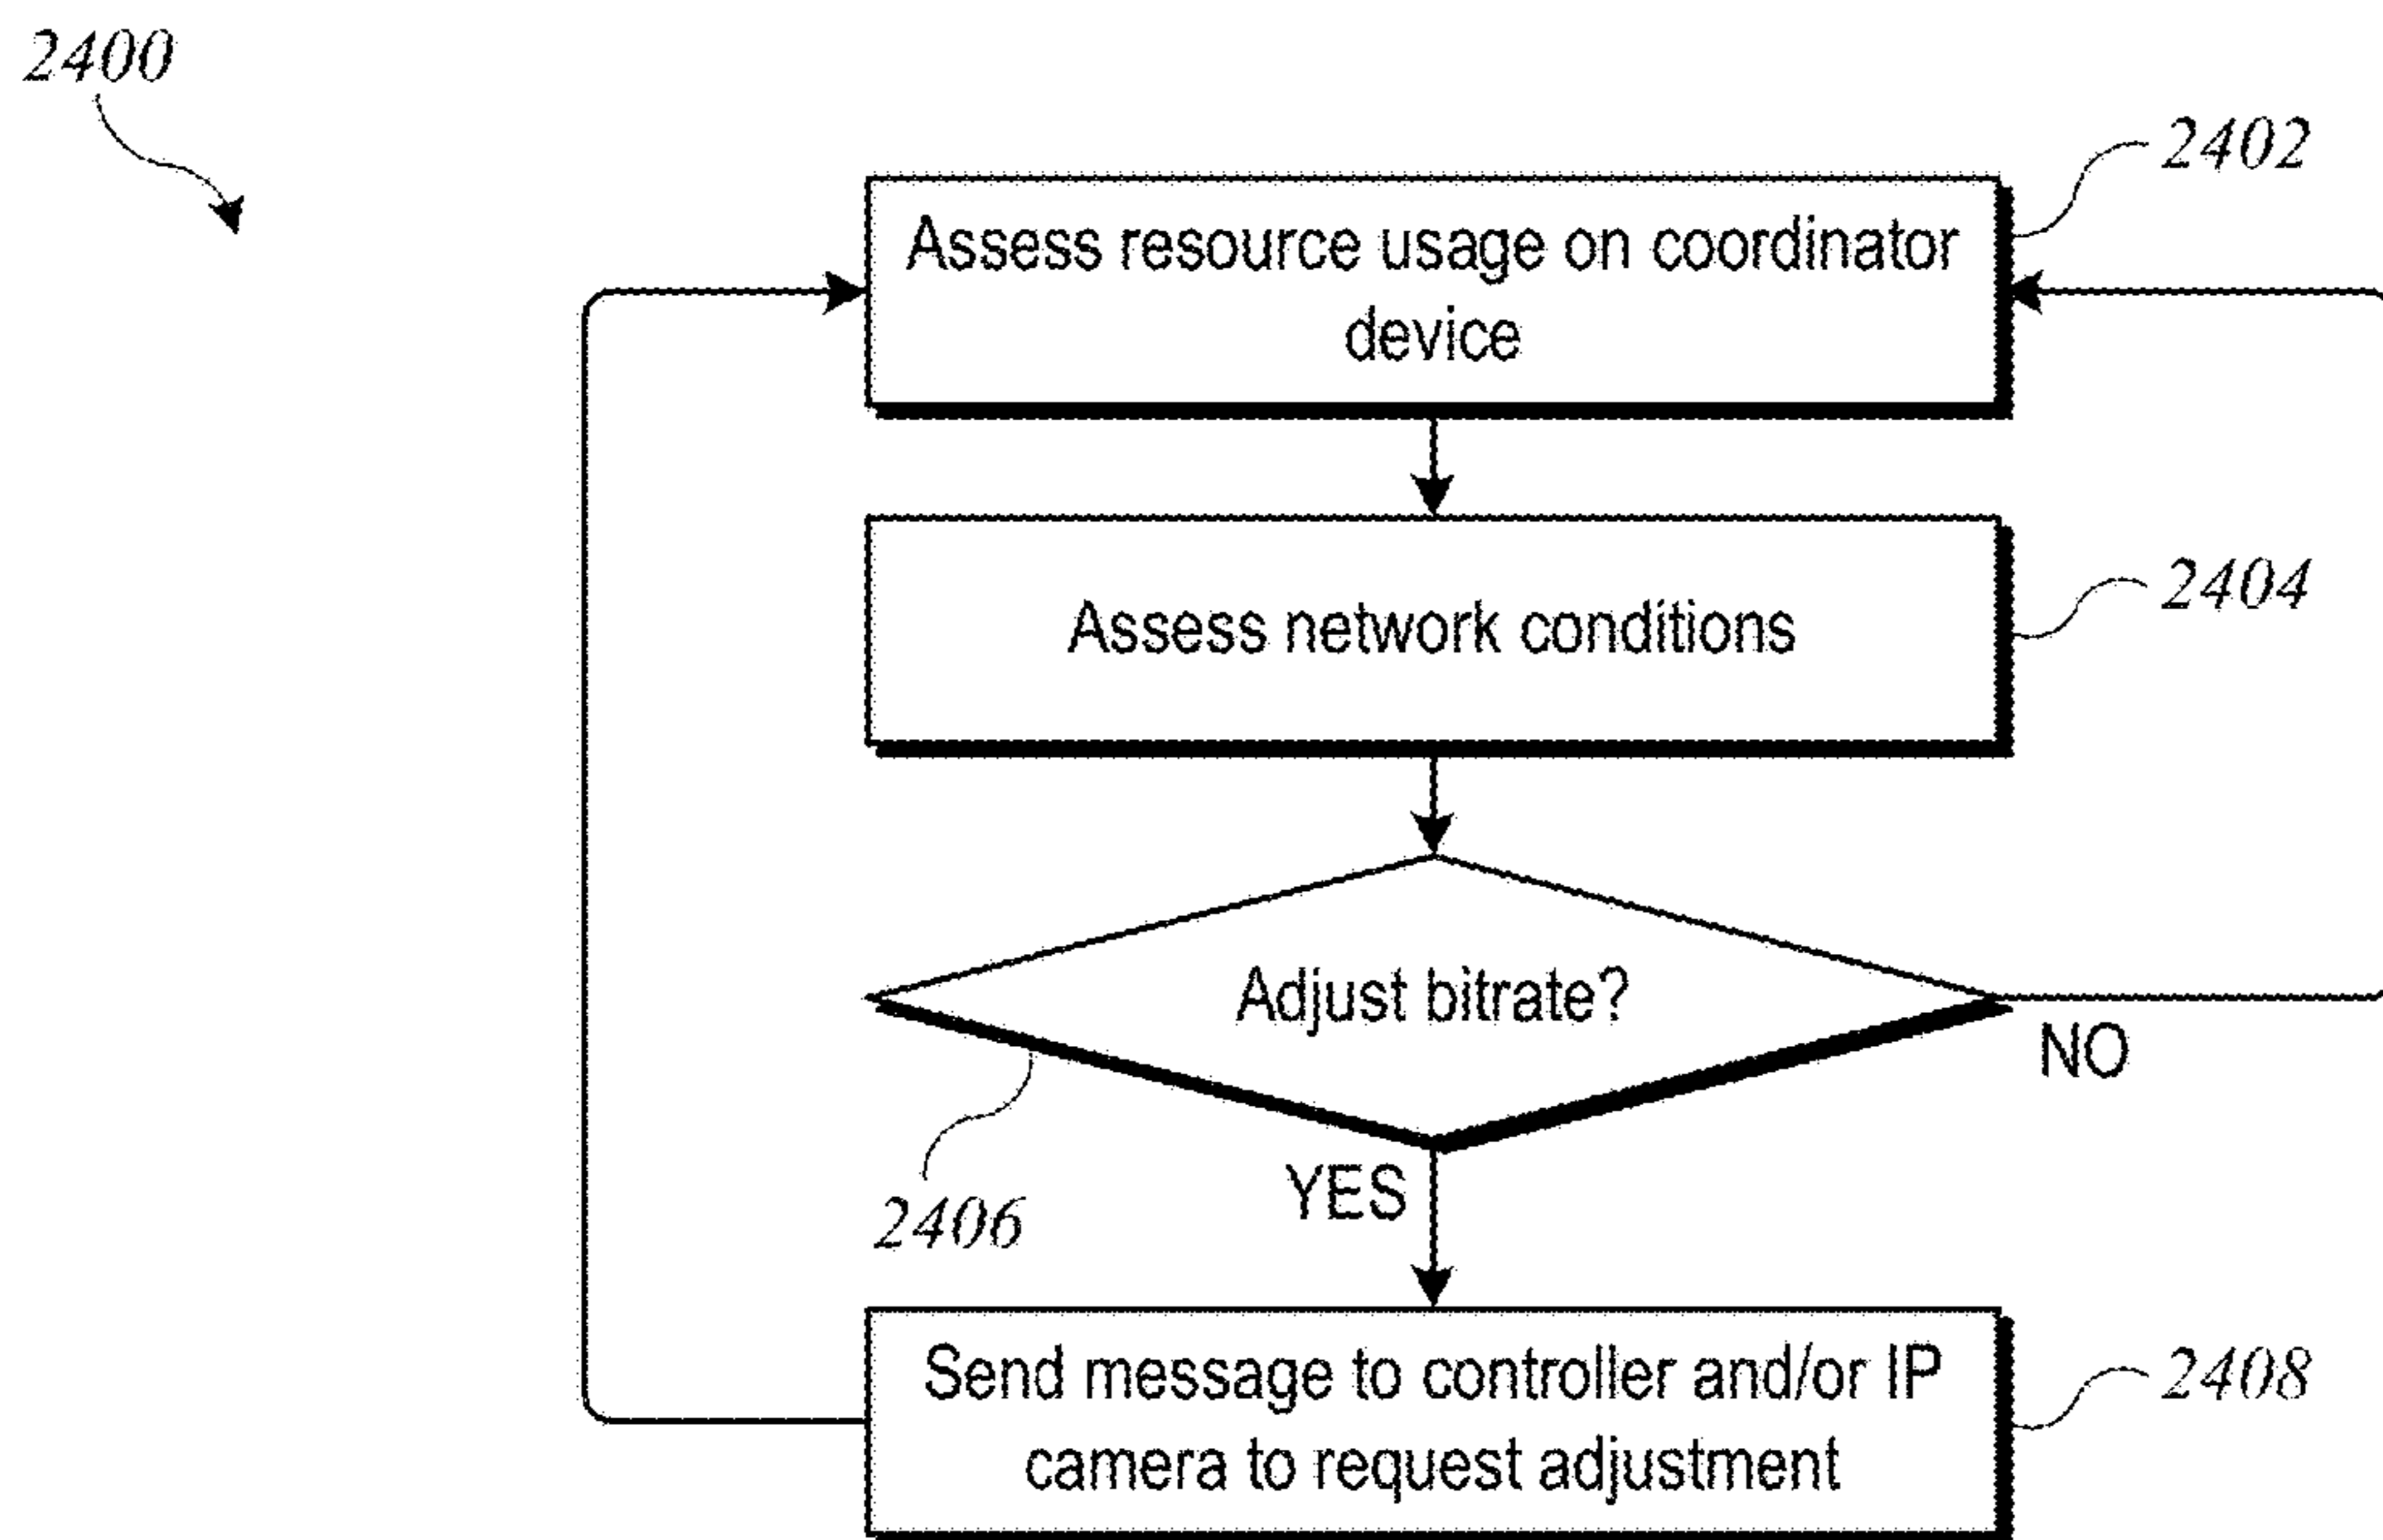 2400
2402
Assess resource usage on coordinator
device
2404
Assess network conditions
Adjust bitrate?
NO
YES
2406
Send message to controller and/or IP
camera to request adjustment
2408